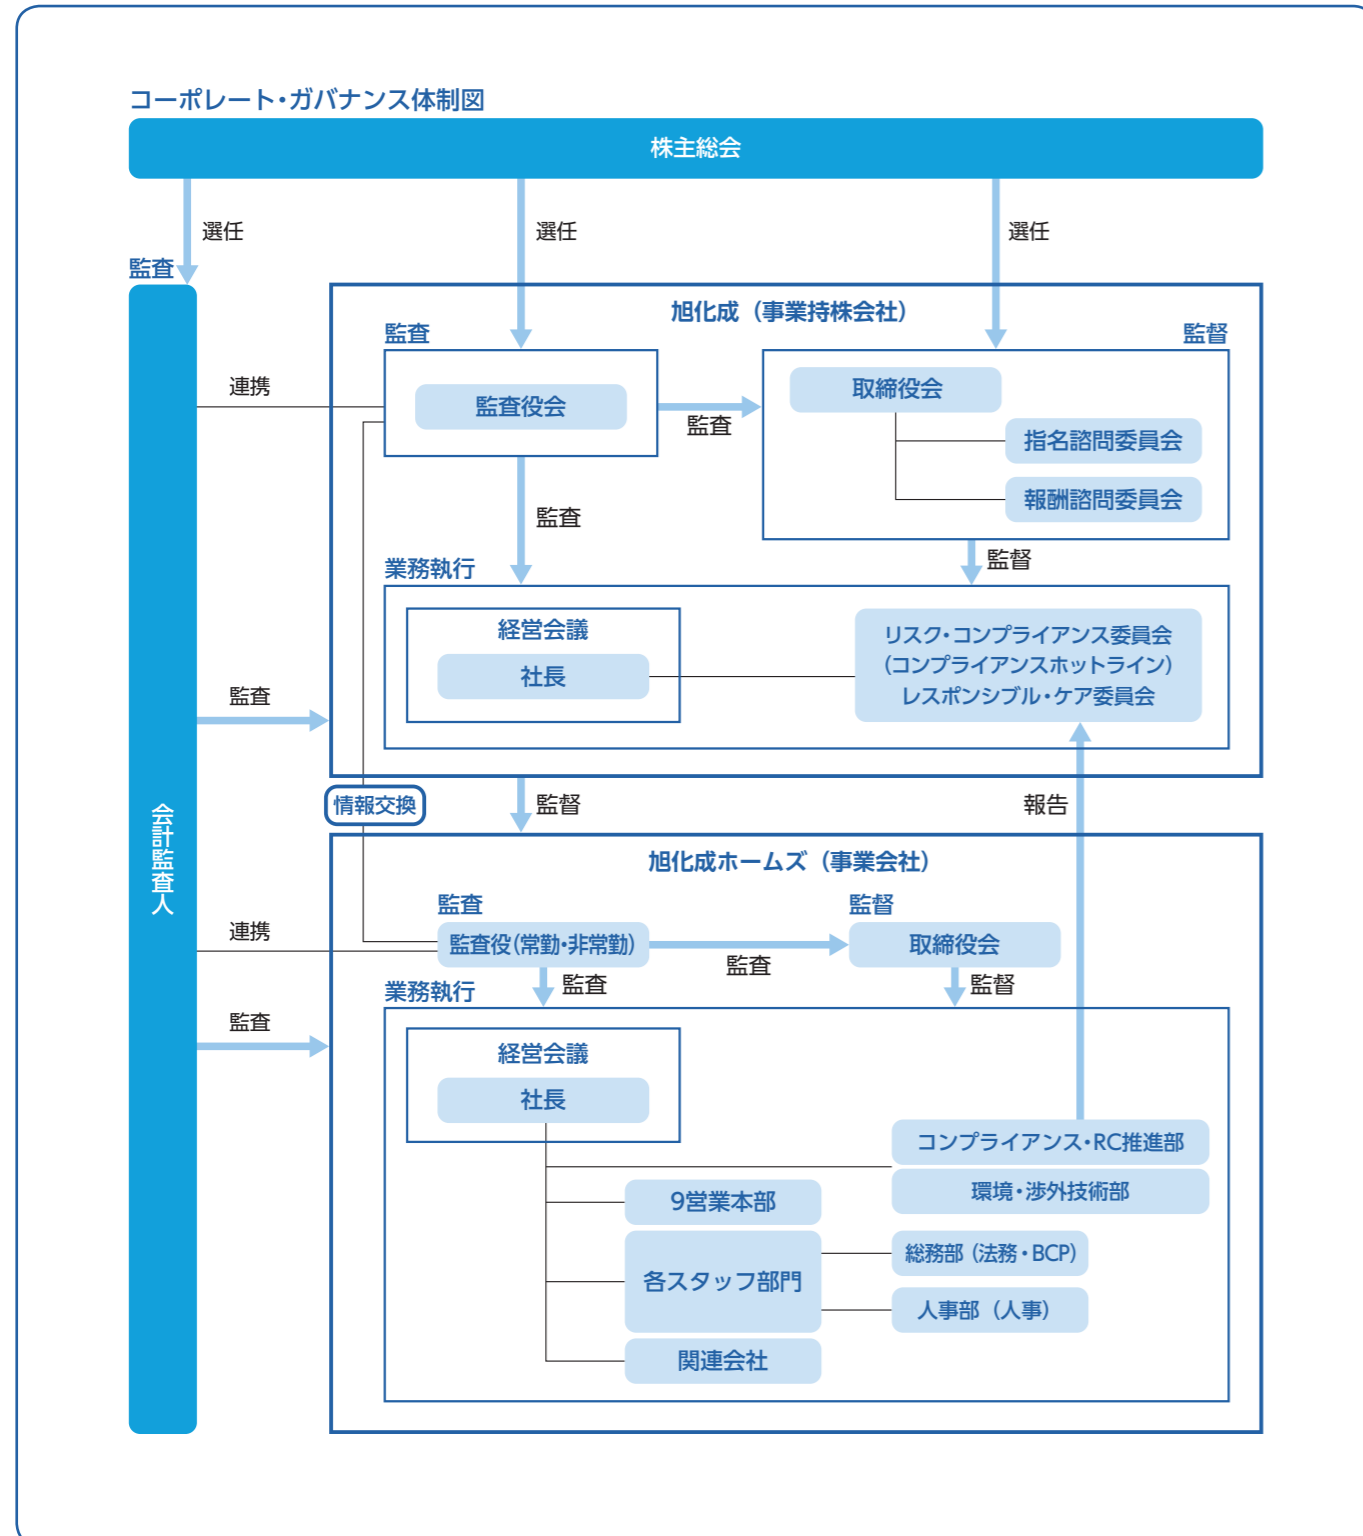 コーポレート・ガバナンス体制図
株主総会
選任
選任
選任
監査
会計監査人
旭化成（事業持株会社）
監査
監督
連携
監査役会
監査
取締役会
指名諮問委員会
報酬諮問委員会
監査
監督
業務執行
経営会議
社長
リスク・コンプライアンス委員会
（コンプライアンスホットライン）
レスポンシブル・ケア委員会
監査
情報交換
監督
報告
旭化成ホームズ（事業会社）
監査
監督
連携
監査役（常勤・非常勤）
監査
取締役会
監査
監督
業務執行
監査
経営会議
社長
コンプライアンス・RC推進部
環境・渉外技術部
9営業本部
各スタッフ部門
総務部（法務・BCP）
人事部（人事）
関連会社